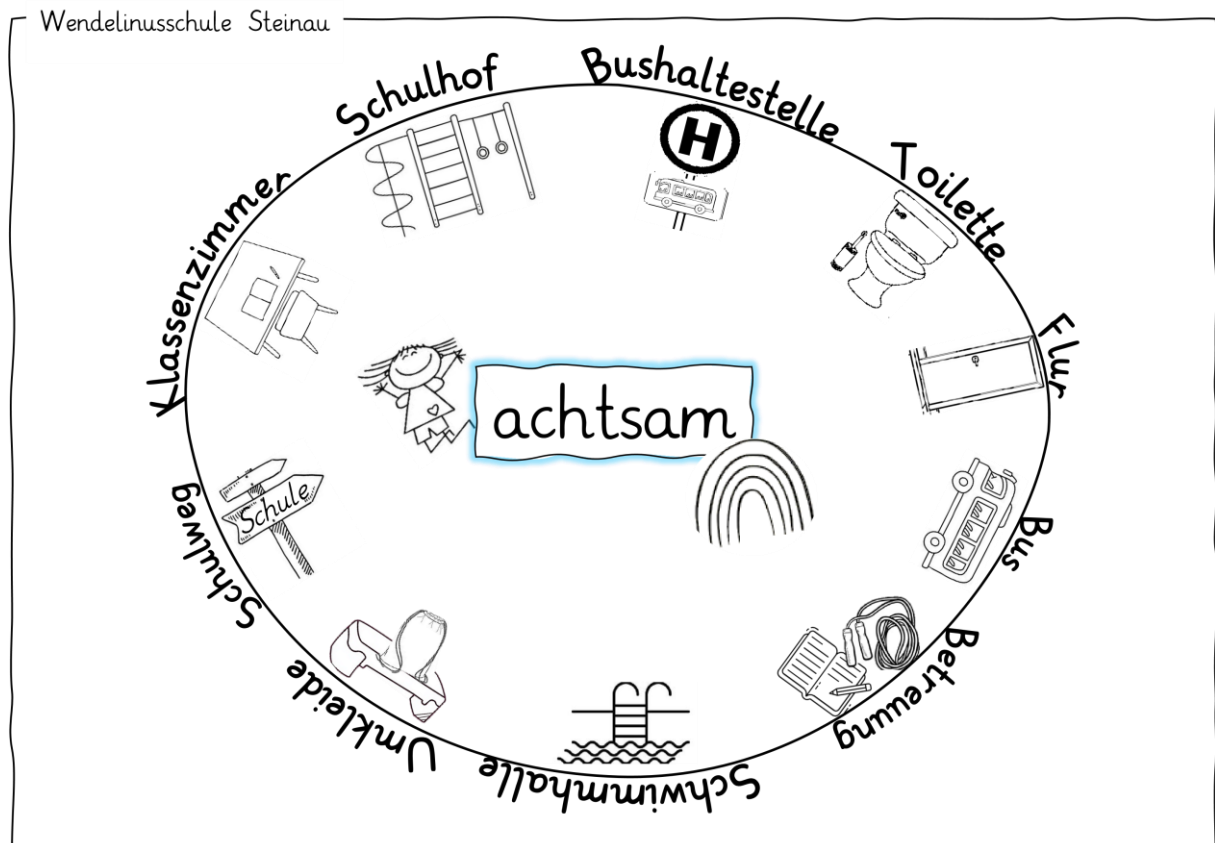 Wendelinusschule Steinau
Schulhof
Bushaltestelle
H
Toilette
Klassenzimmer
Flur
achtsam
Schule
Schulweg
Bus
Betreuung
Umkleide
Schwimmhalle